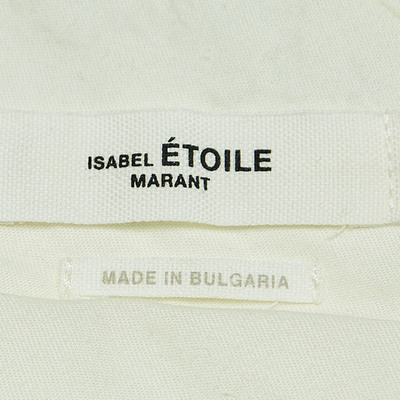 ISABEL ÉTOILE
MARANT
MADE IN BULGARIA